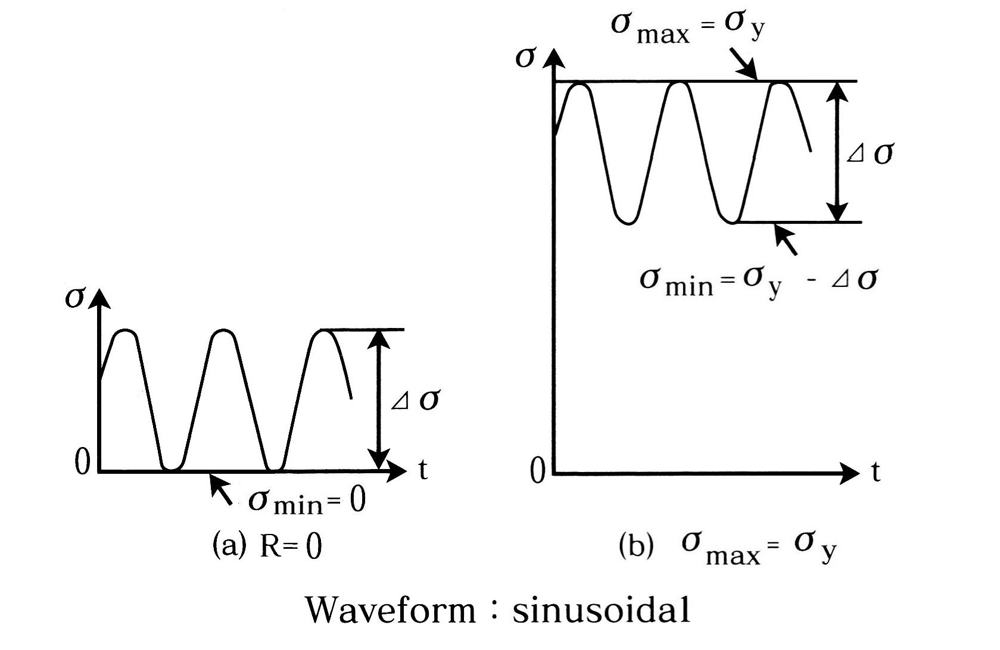 σmax = σy
σ
Δσ
σmin = σy - Δσ
0
t
(b) σmax = σy
σ
Δσ
0
t
σmin = 0
(a) R = 0
Waveform : sinusoidal